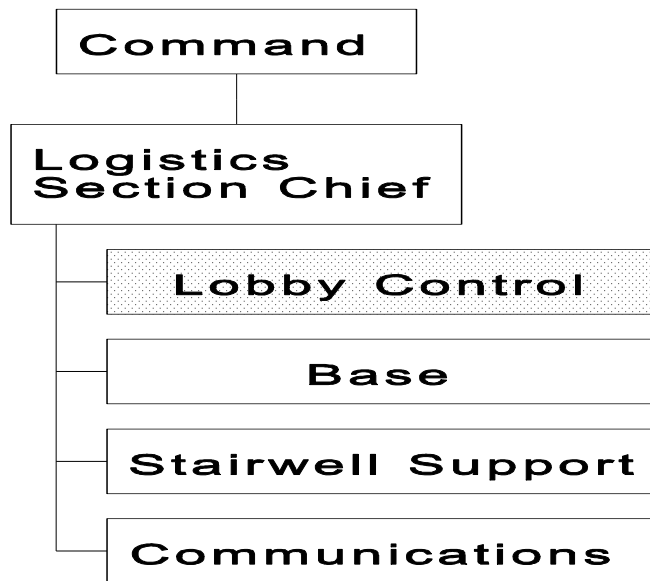 Command
Logistics
Section Chief
Lobby Control
Base
Stairwell Support
Communications